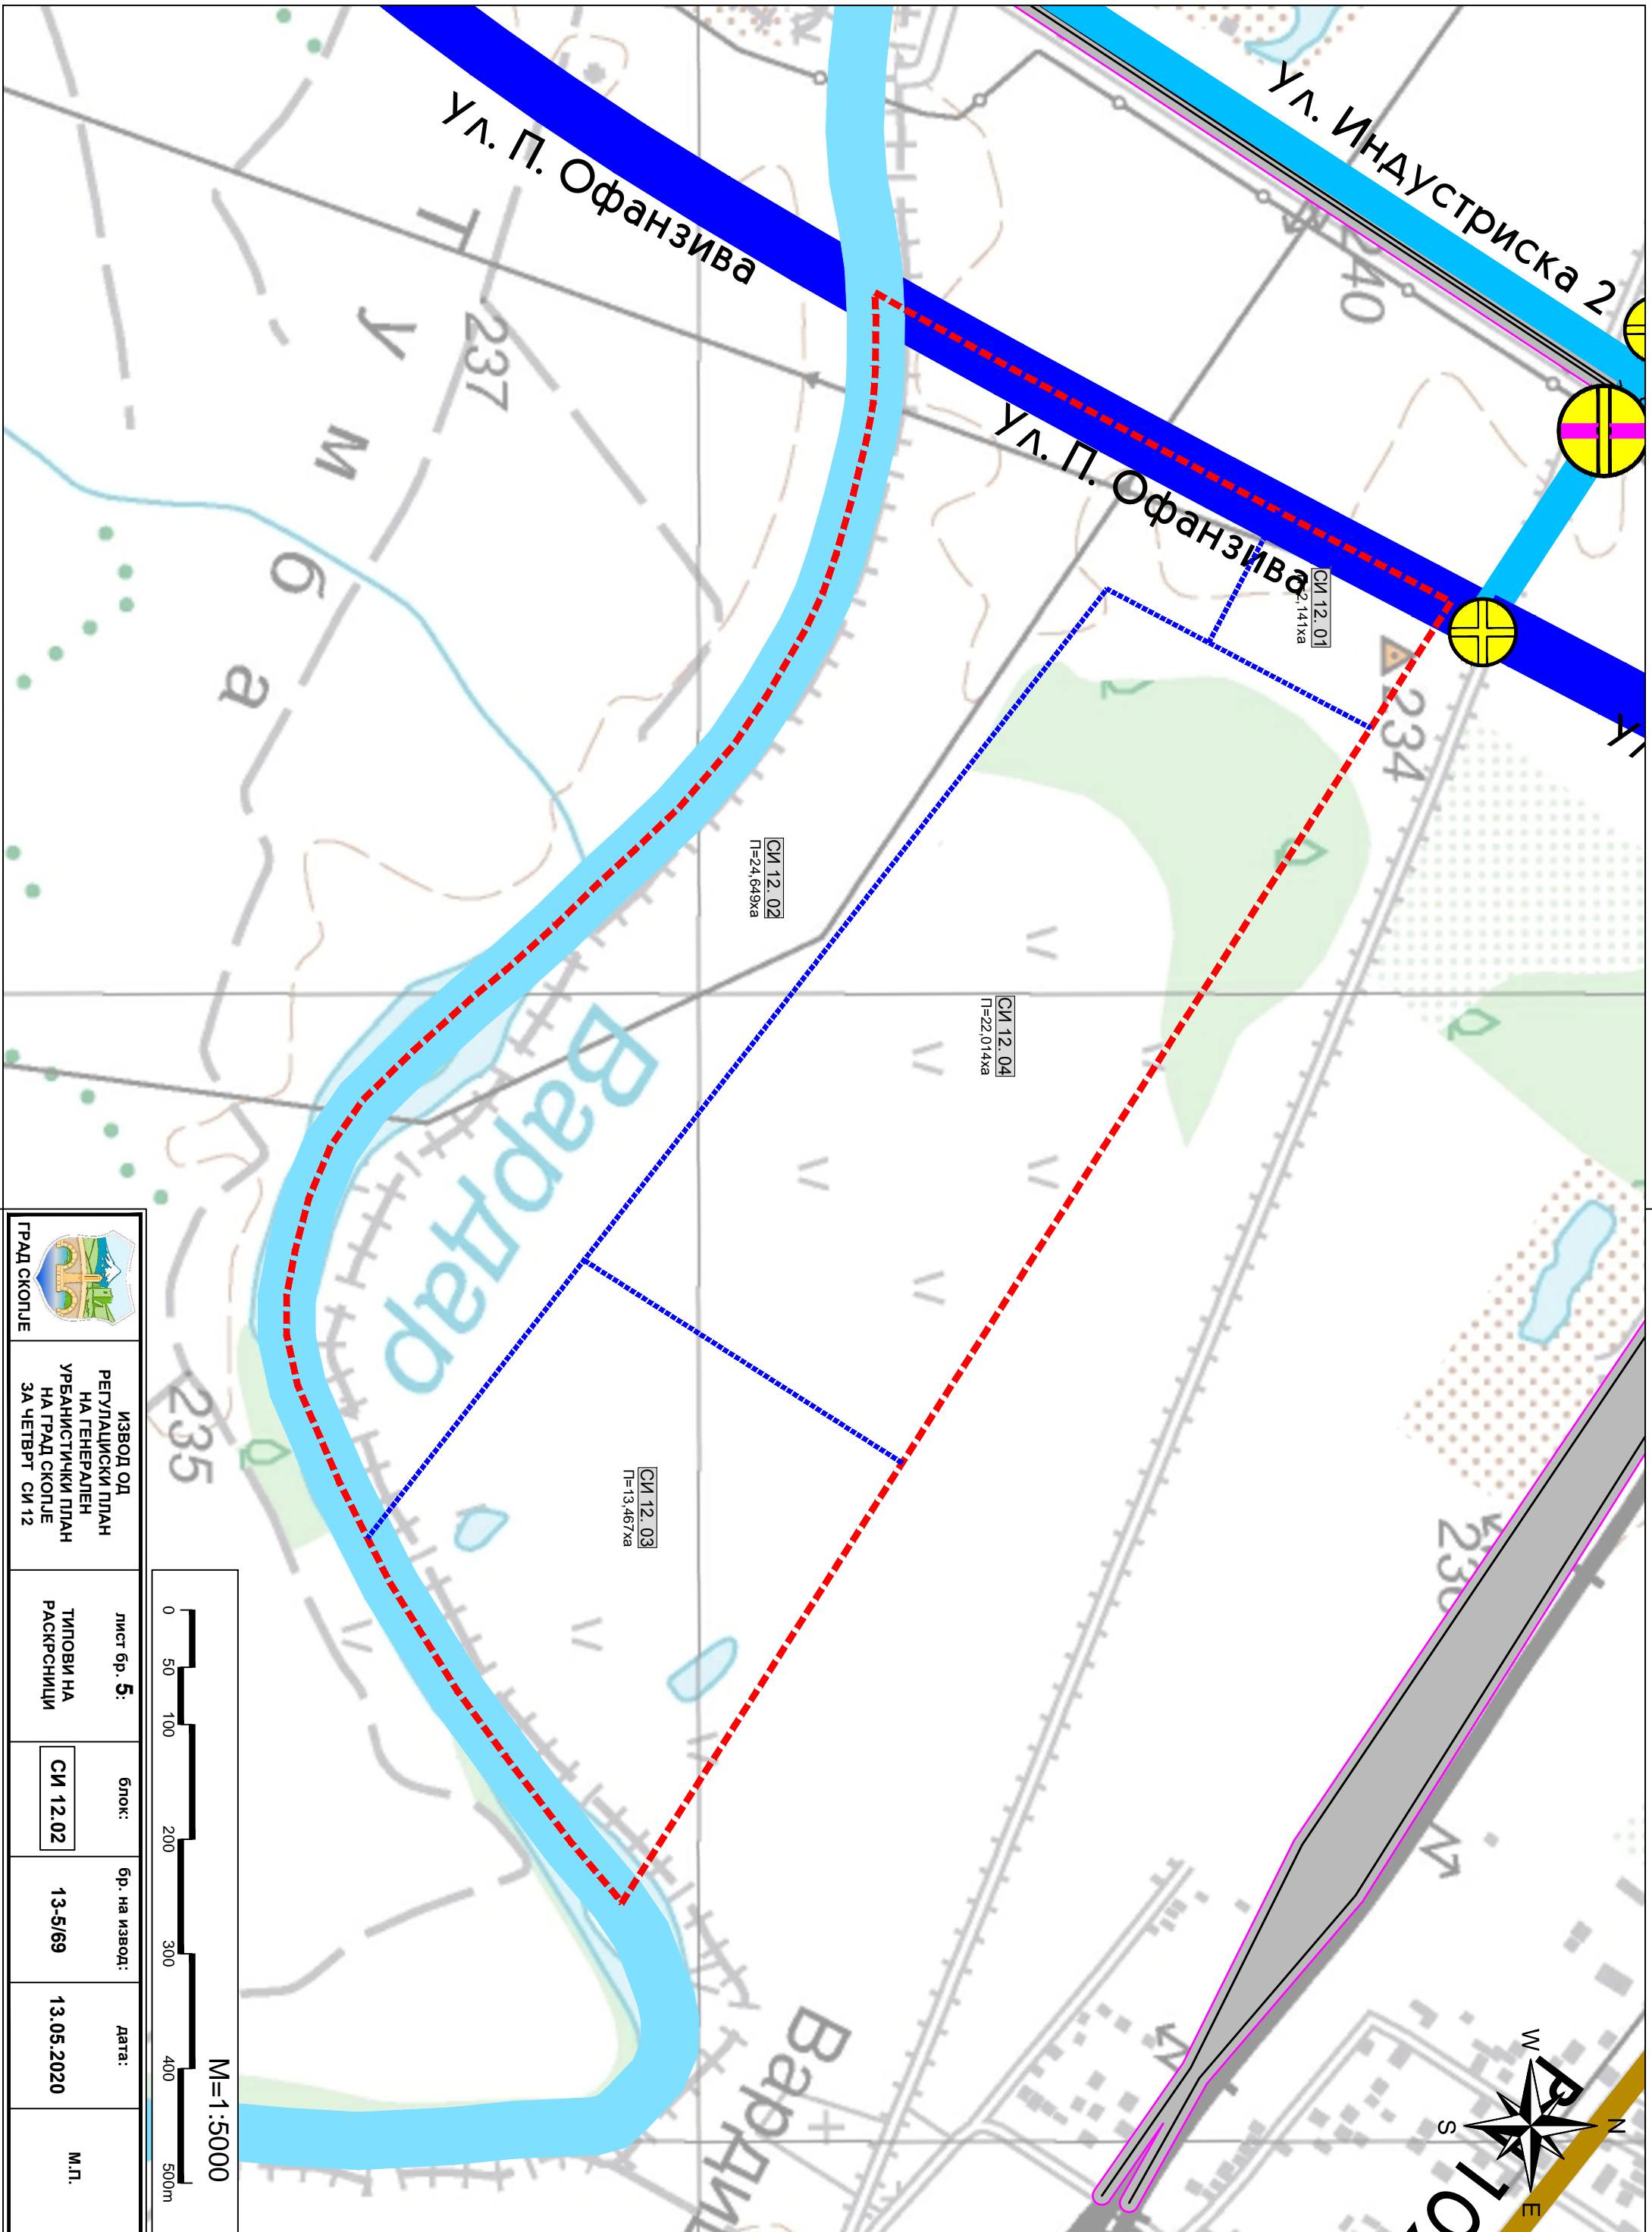 Ул. Индустриска 2
Ул. П. Офанзива
Ул. П. Офанзива
240
234
237
235
Т у м б а
СИ 12. 01
2,141ха
СИ 12. 02
П=24,649ха
СИ 12. 04
П=22,014ха
СИ 12. 03
П=13,467ха
Вардар
N
W
E
S
М=1:5000
0 50 100 200 300 400 500m
ГРАД СКОПЈЕ
ИЗВОД ОД
РЕГУЛАЦИСКИ ПЛАН
НА ГЕНЕРАЛЕН
УРБАНИСТИЧКИ ПЛАН
НА ГРАД СКОПЈЕ
ЗА ЧЕТВРТ СИ 12
лист бр. 5:
ТИПОВИ НА
РАСКРСНИЦИ
блок:
СИ 12.02
бр. на извод:
13-5/69
дата:
13.05.2020
м.п.